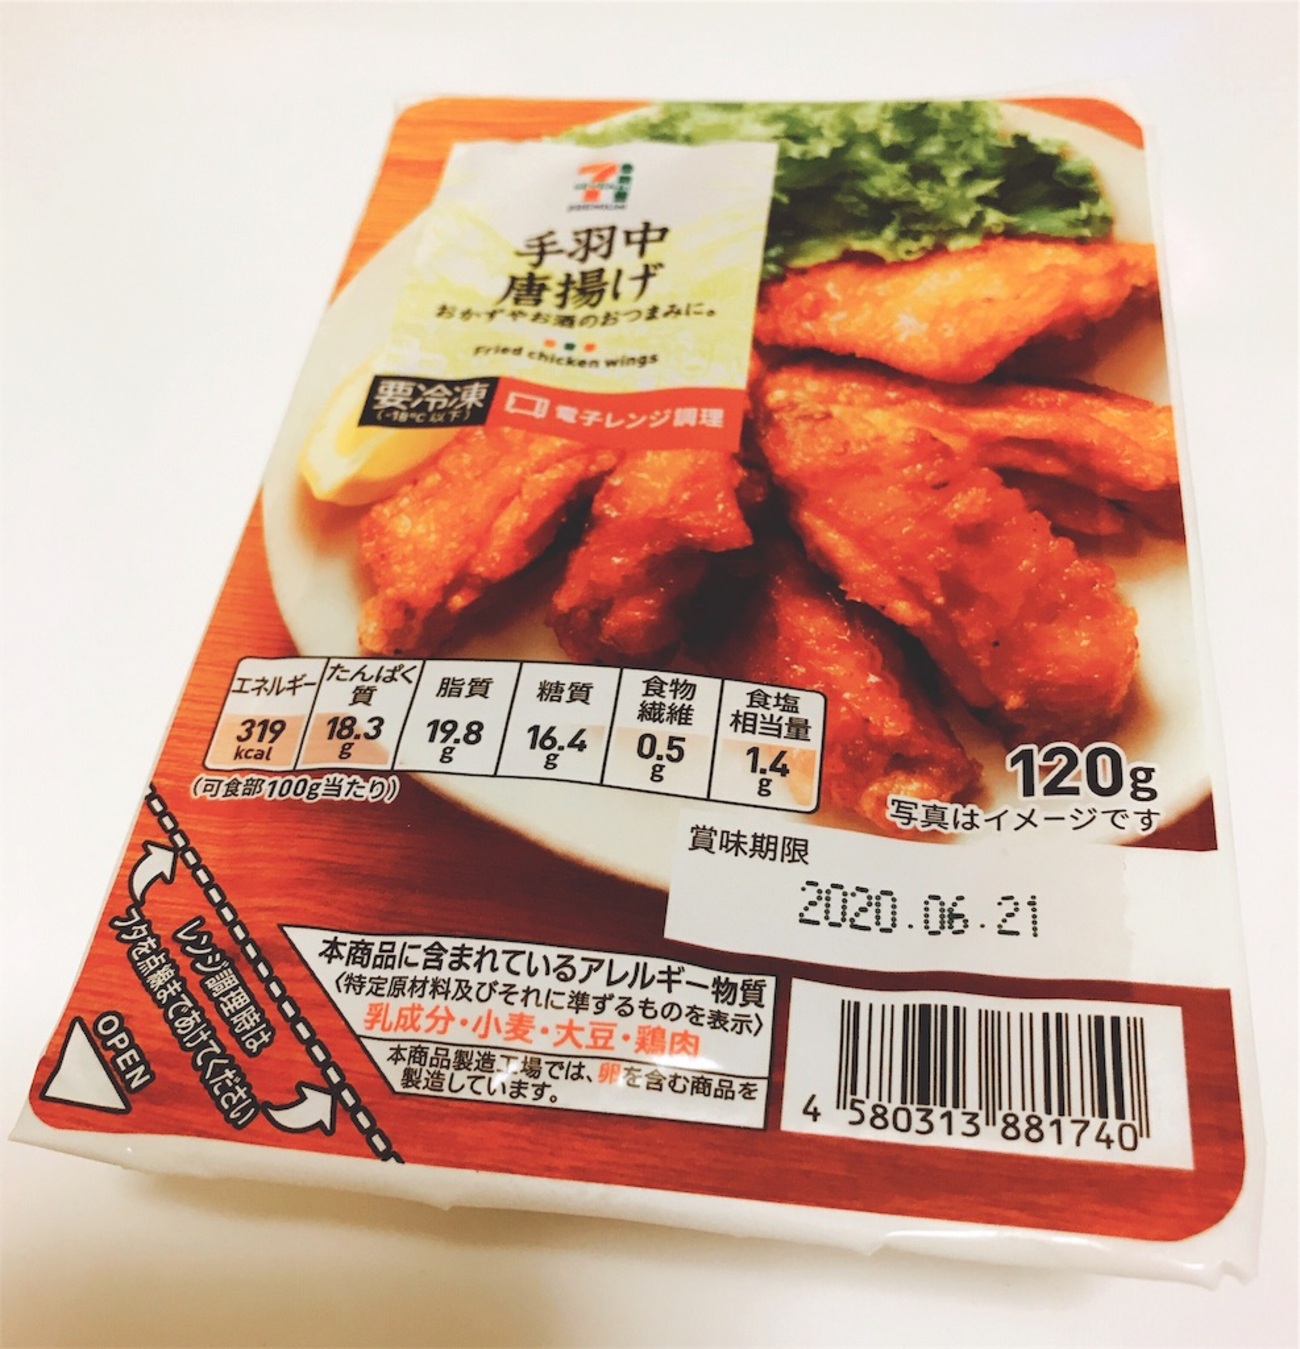 手羽中
唐揚げ
おかずやお酒のおつまみに。
Fried chicken wings
要冷凍
(-18℃以下)
電子レンジ調理
エネルギー
319
kcal
たんぱく
質
18.3
g
脂質
19.8
g
糖質
16.4
g
食物
繊維
0.5
g
食塩
相当量
1.4
g
(可食部100g当たり)
120g
写真はイメージです
賞味期限
2020.06.21
レンジ調理時は
フタを点線まであけてください
OPEN
本商品に含まれているアレルギー物質
〈特定原材料及びそれに準ずるものを表示〉
乳成分・小麦・大豆・鶏肉
本商品製造工場では、卵を含む商品を
製造しています。
4 580313 881740